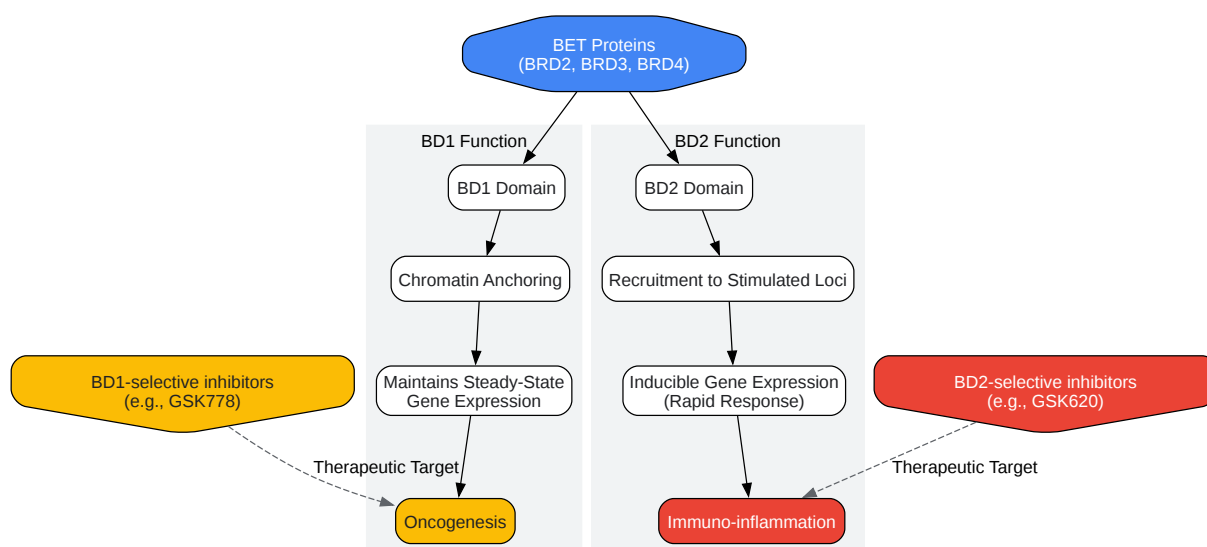 BET Proteins
(BRD2, BRD3, BRD4)
BD1 Function
BD2 Function
BD1 Domain
BD2 Domain
Chromatin Anchoring
Recruitment to Stimulated Loci
BD1-selective inhibitors
(e.g., GSK778)
Maintains Steady-State
Gene Expression
Inducible Gene Expression
(Rapid Response)
BD2-selective inhibitors
(e.g., GSK620)
Therapeutic Target
Therapeutic Target
Oncogenesis
Immuno-inflammation